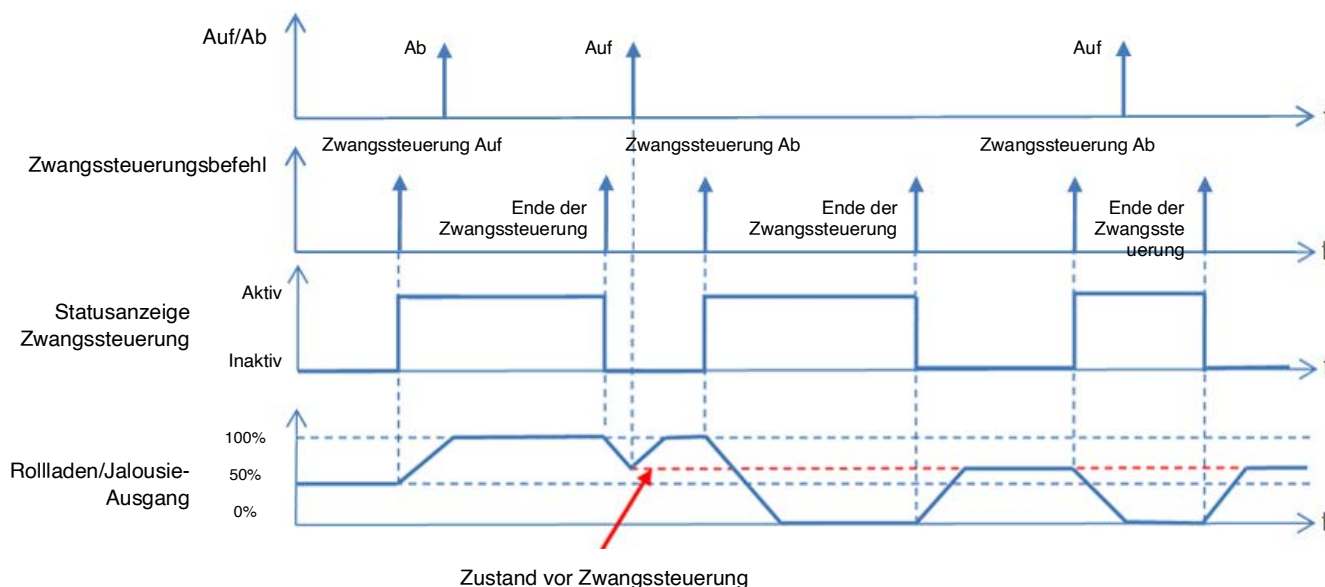 Auf/Ab
Ab
Auf
Auf
t
Zwangssteuerung Auf
Zwangssteuerung Ab
Zwangssteuerung Ab
Zwangssteuerungsbefehl
Ende der
Zwangssteuerung
Ende der
Zwangssteuerung
Ende der
Zwangsste
uerung
t
Statusanzeige
Zwangssteuerung
Aktiv
Inaktiv
t
Rollladen/Jalousie-
Ausgang
100%
50%
0%
t
Zustand vor Zwangssteuerung